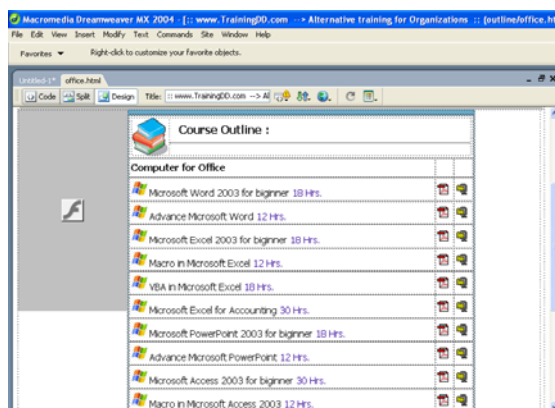 Macromedia Dreamweaver MX 2004 - [:: www.TrainingDD.com --> Alternative training for Organizations :: (outline/office.ht
File Edit View Insert Modify Text Commands Site Window Help
Favorites Right-click to customize your favorite objects.
Untitled-1* office.html
Code Split Design Title: :: www.TrainingDD.com --> Al
Course Outline :
Computer for Office
Microsoft Word 2003 for biginner 18 Hrs.
Advance Microsoft Word 12 Hrs.
Microsoft Excel 2003 for biginner 18 Hrs.
Macro in Microsoft Excel 12 Hrs.
VBA in Microsoft Excel 18 Hrs.
Microsoft Excel for Accounting 30 Hrs.
Microsoft PowerPoint 2003 for biginner 18 Hrs.
Advance Microsoft PowerPoint 12 Hrs.
Microsoft Access 2003 for biginner 30 Hrs.
Macro in Microsoft Access 2003 12 Hrs.